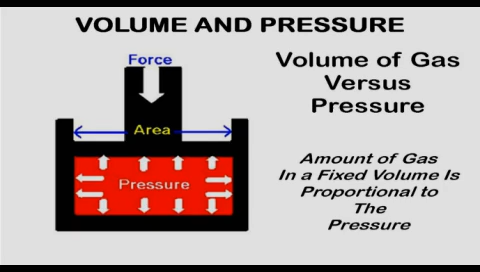 VOLUME AND PRESSURE
Force
Area
Pressure
Volume of Gas
Versus
Pressure
Amount of Gas
In a Fixed Volume Is
Proportional to
The
Pressure